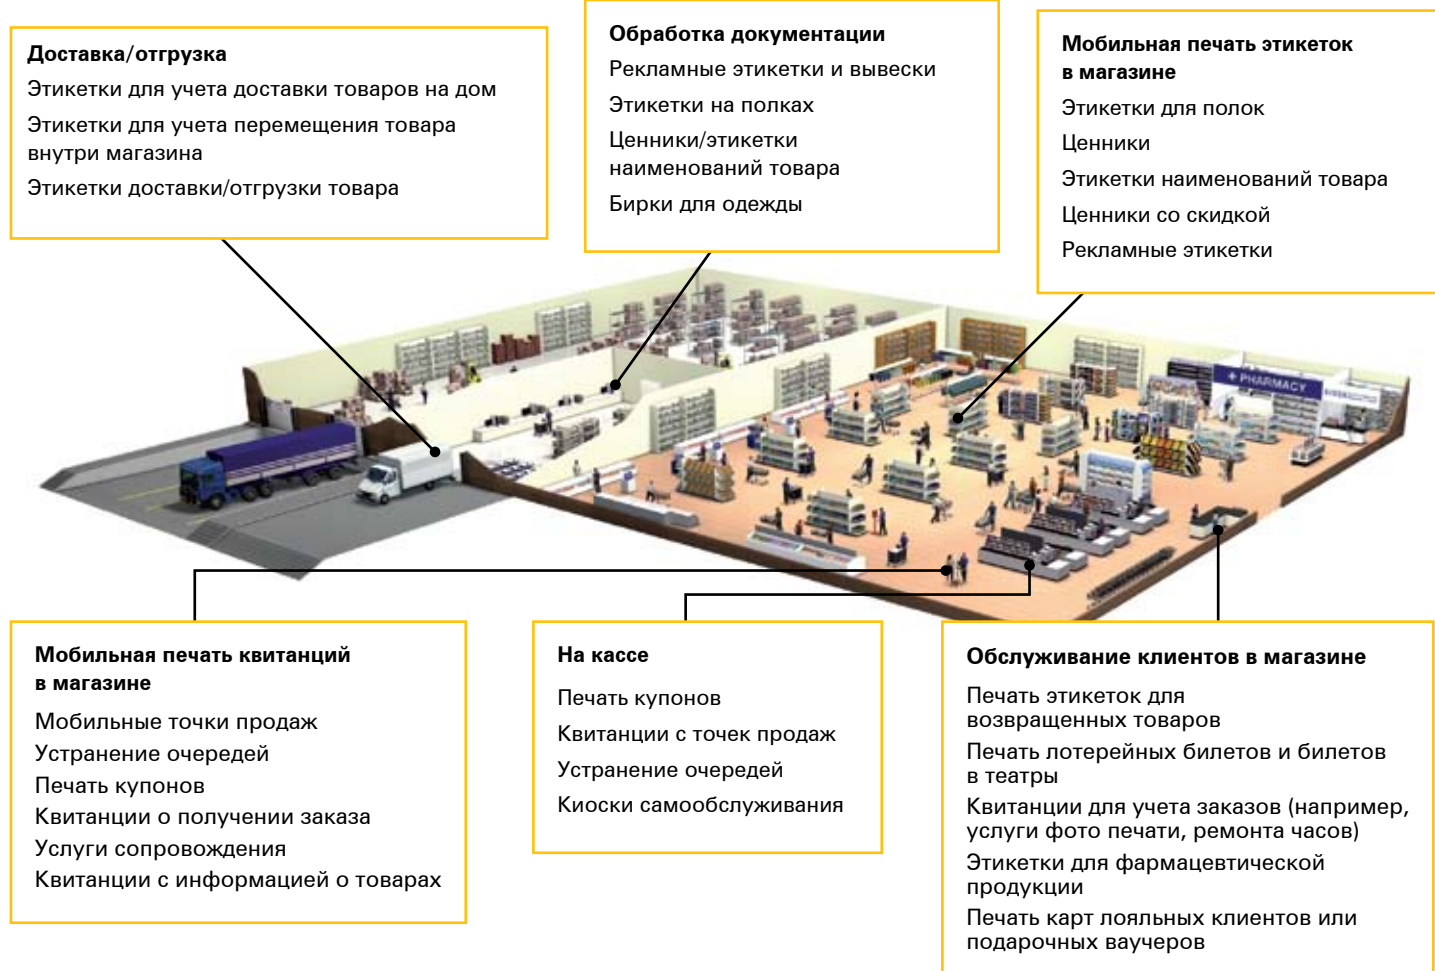 Доставка/отгрузка
Этикетки для учета доставки товаров на дом
Этикетки для учета перемещения товара
внутри магазина
Этикетки доставки/отгрузки товара
Обработка документации
Рекламные этикетки и вывески
Этикетки на полках
Ценники/этикетки
наименований товара
Бирки для одежды
Мобильная печать этикеток
в магазине
Этикетки для полок
Ценники
Этикетки наименований товара
Ценники со скидкой
Рекламные этикетки
+ PHARMACY
Мобильная печать квитанций
в магазине
Мобильные точки продаж
Устранение очередей
Печать купонов
Квитанции о получении заказа
Услуги сопровождения
Квитанции с информацией о товарах
На кассе
Печать купонов
Квитанции с точек продаж
Устранение очередей
Киоски самообслуживания
Обслуживание клиентов в магазине
Печать этикеток для
возвращенных товаров
Печать лотерейных билетов и билетов
в театры
Квитанции для учета заказов (например,
услуги фото печати, ремонта часов)
Этикетки для фармацевтической
продукции
Печать карт лояльных клиентов или
подарочных ваучеров